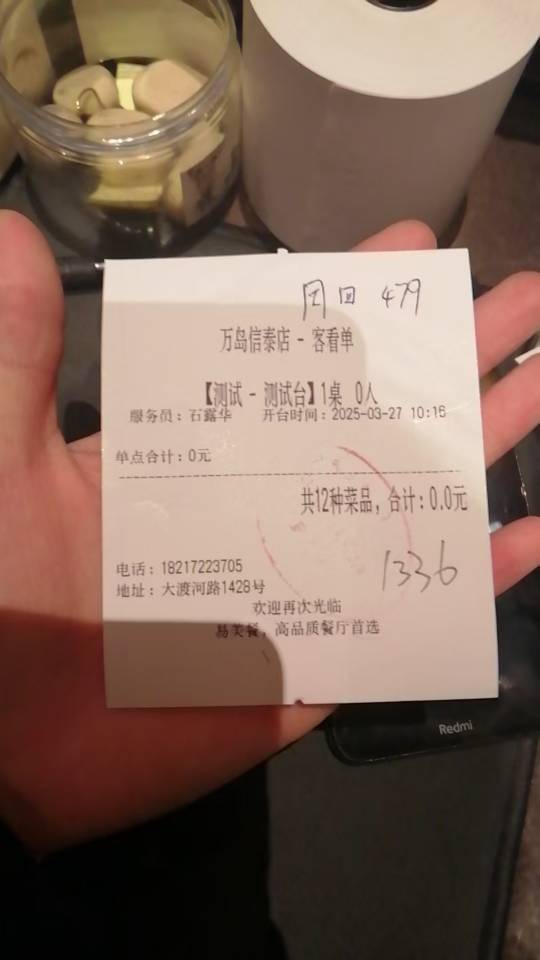 479
万岛信泰店 - 客看单
【测试 - 测试台】1桌 0人
服务员：石露华 开台时间：2025-03-27 10:16
单点合计：0元
共12种菜品，合计：0.0元
1336
电话：18217223705
地址：大渡河路1428号
欢迎再次光临
易美餐，高品质餐厅首选
Redmi